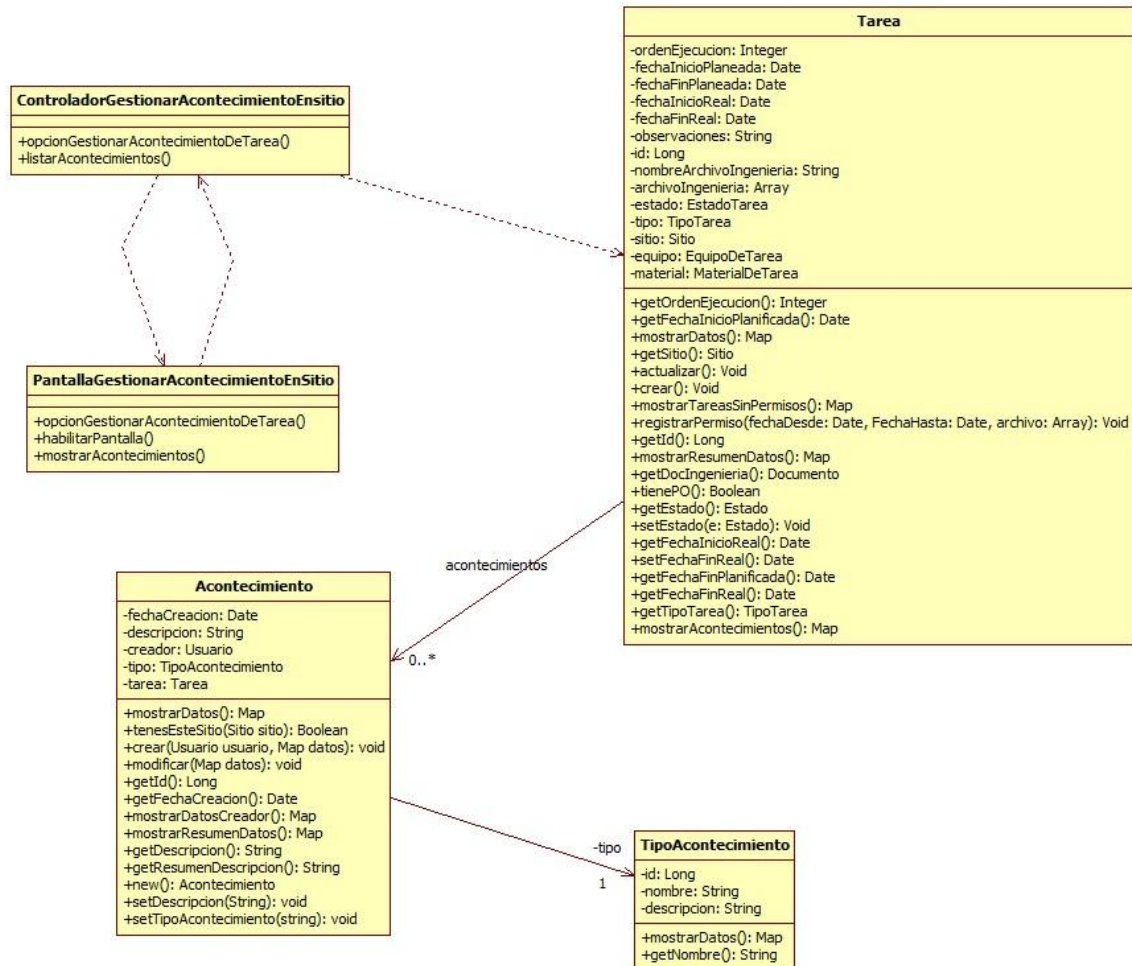 ControladorGestionarAcontecimientoEnsitio
+opcionGestionarAcontecimientoDeTarea()
+listarAcontecimientos()
PantallaGestionarAcontecimientoEnSitio
+opcionGestionarAcontecimientoDeTarea()
+habilitarPantalla()
+mostrarAcontecimientos()
Tarea
-ordenEjecucion: Integer
-fechaInicioPlaneada: Date
-fechaFinPlaneada: Date
-fechaInicioReal: Date
-fechaFinReal: Date
-observaciones: String
-id: Long
-nombreArchivoIngenieria: String
-archivoIngenieria: Array
-estado: EstadoTarea
-tipo: TipoTarea
-sitio: Sitio
-equipo: EquipoDeTarea
-material: MaterialDeTarea
+getOrdenEjecucion(): Integer
+getFechaInicioPlanificada(): Date
+mostrarDatos(): Map
+getSitio(): Sitio
+actualizar(): Void
+crear(): Void
+mostrarTareasSinPermisos(): Map
+registrarPermiso(fechaDesde: Date, FechaHasta: Date, archivo: Array): Void
+getId(): Long
+mostrarResumenDatos(): Map
+getDocIngenieria(): Documento
+tienePO(): Boolean
+getEstado(): Estado
+setEstado(e: Estado): Void
+getFechaInicioReal(): Date
+setFechaFinReal(): Date
+getFechaFinPlanificada(): Date
+getFechaFinReal(): Date
+getTipoTarea(): TipoTarea
+mostrarAcontecimientos(): Map
acontecimientos
0..*
Acontecimiento
-fechaCreacion: Date
-descripcion: String
-creador: Usuario
-tipo: TipoAcontecimiento
-tarea: Tarea
+mostrarDatos(): Map
+tenesEsteSitio(Sitio sitio): Boolean
+crear(Usuario usuario, Map datos): void
+modificar(Map datos): void
+getId(): Long
+getFechaCreacion(): Date
+mostrarDatosCreador(): Map
+mostrarResumenDatos(): Map
+getDescripcion(): String
+getResumenDescripcion(): String
+new(): Acontecimiento
+setDescripcion(String): void
+setTipoAcontecimiento(string): void
-tipo
1
TipoAcontecimiento
-id: Long
-nombre: String
-descripcion: String
+mostrarDatos(): Map
+getNombre(): String